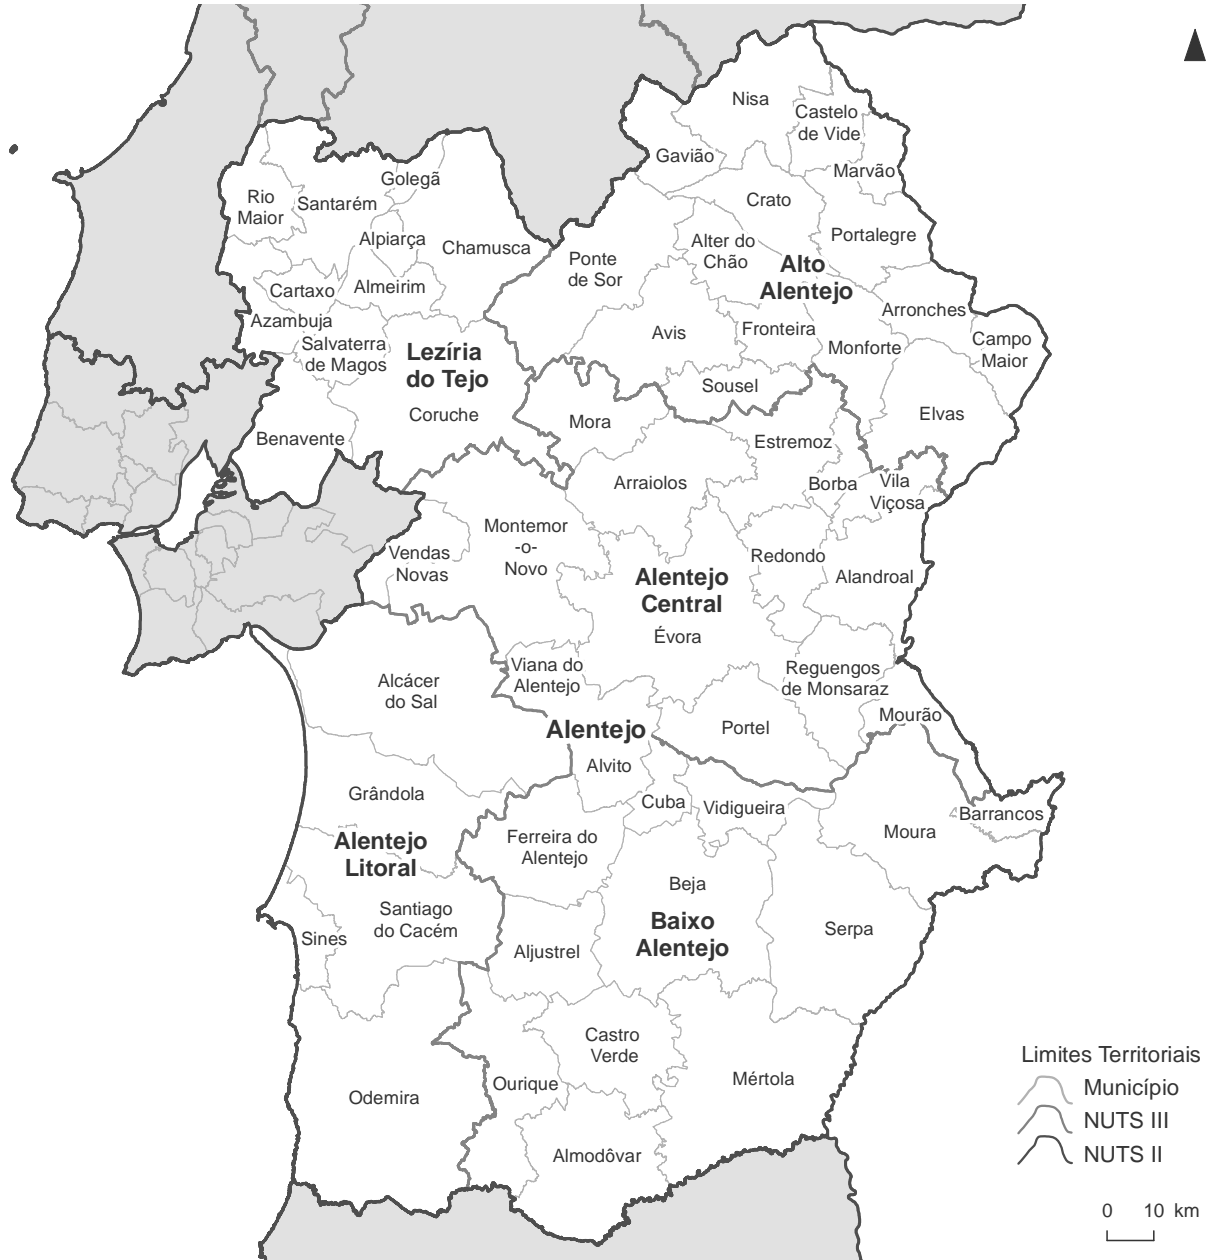 Nisa
Castelo
de Vide
Gavião
Marvão
Golegã
Rio
Maior
Santarém
Crato
Alpiarça
Chamusca
Portalegre
Alter do
Chão
Ponte
de Sor
Alto
Alentejo
Cartaxo
Almeirim
Arronches
Azambuja
Avis
Fronteira
Campo
Maior
Salvaterra
de Magos
Monforte
Lezíria
do Tejo
Sousel
Coruche
Mora
Elvas
Benavente
Estremoz
Arraiolos
Borba
Vila
Viçosa
Montemor
-o-
Novo
Vendas
Novas
Redondo
Alandroal
Alentejo
Central
Évora
Viana do
Alentejo
Reguengos
de Monsaraz
Alcácer
do Sal
Mourão
Alentejo
Portel
Alvito
Grândola
Cuba
Vidigueira
Barrancos
Moura
Ferreira do
Alentejo
Alentejo
Litoral
Beja
Santiago
do Cacém
Baixo
Alentejo
Serpa
Sines
Aljustrel
Castro
Verde
Mértola
Ourique
Odemira
Almodôvar
Limites Territoriais
Município
NUTS III
NUTS II
0 10 km